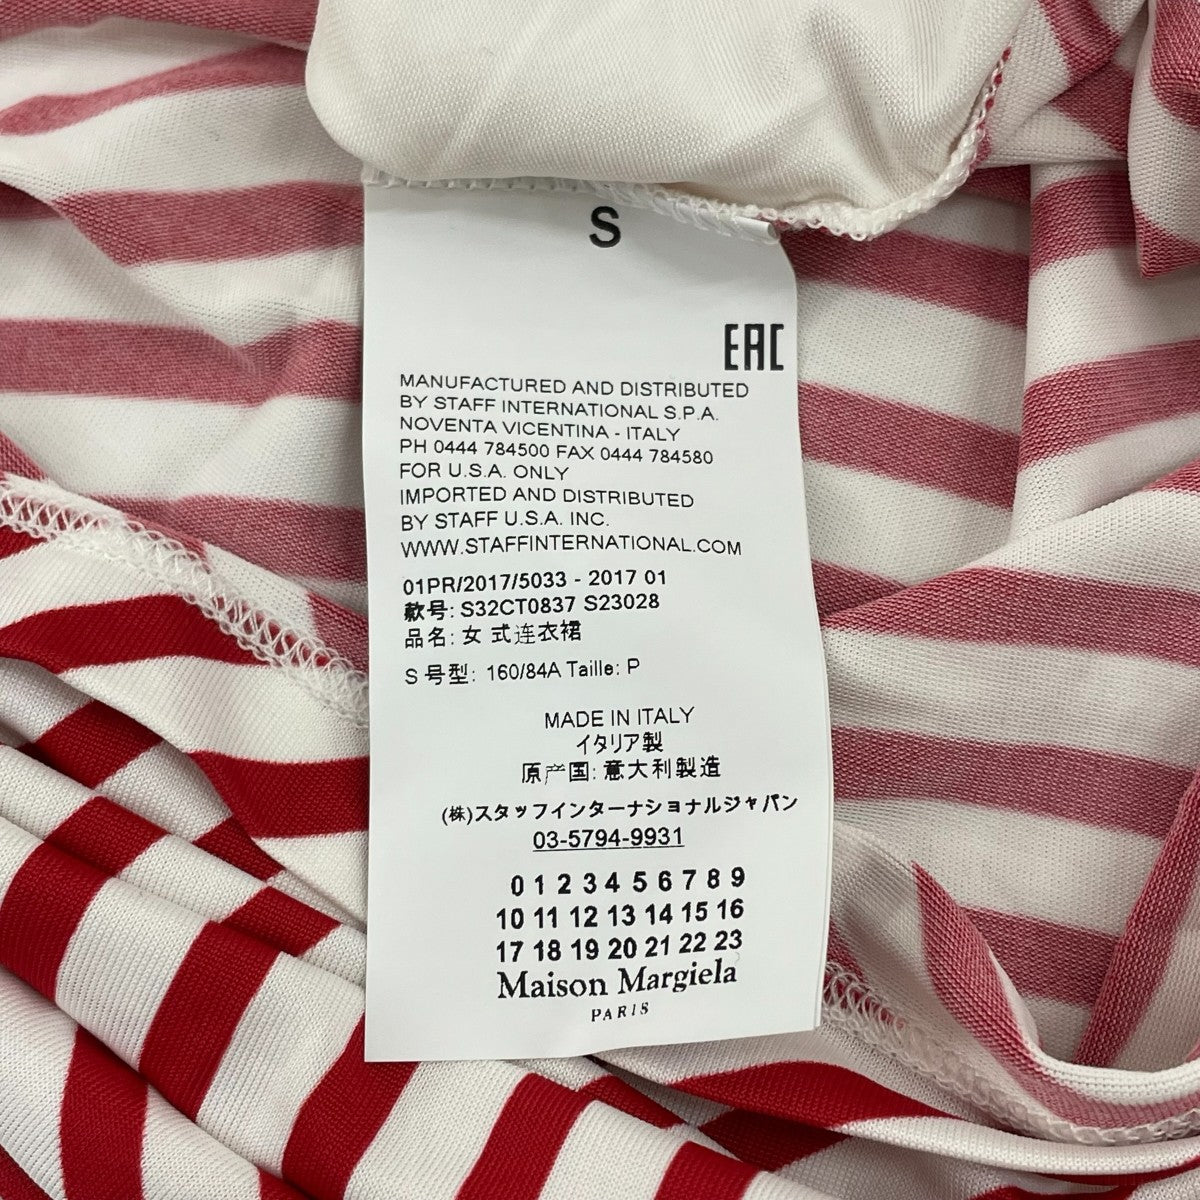 S
EAC
MANUFACTURED AND DISTRIBUTED
BY STAFF INTERNATIONAL S.P.A.
NOVENTA VICENTINA - ITALY
PH 0444 784500 FAX 0444 784580
FOR U.S.A. ONLY
IMPORTED AND DISTRIBUTED
BY STAFF U.S.A. INC.
WWW.STAFFINTERNATIONAL.COM
01PR/2017/5033 - 2017 01
款号: S32CT0837 S23028
品名: 女 式连衣裙
S 号型: 160/84A Taille: P
MADE IN ITALY
イタリア製
原产国: 意大利製造
(株)スタッフインターナショナルジャパン
03-5794-9931
0 1 2 3 4 5 6 7 8 9
10 11 12 13 14 15 16
17 18 19 20 21 22 23
Maison Margiela
PARIS